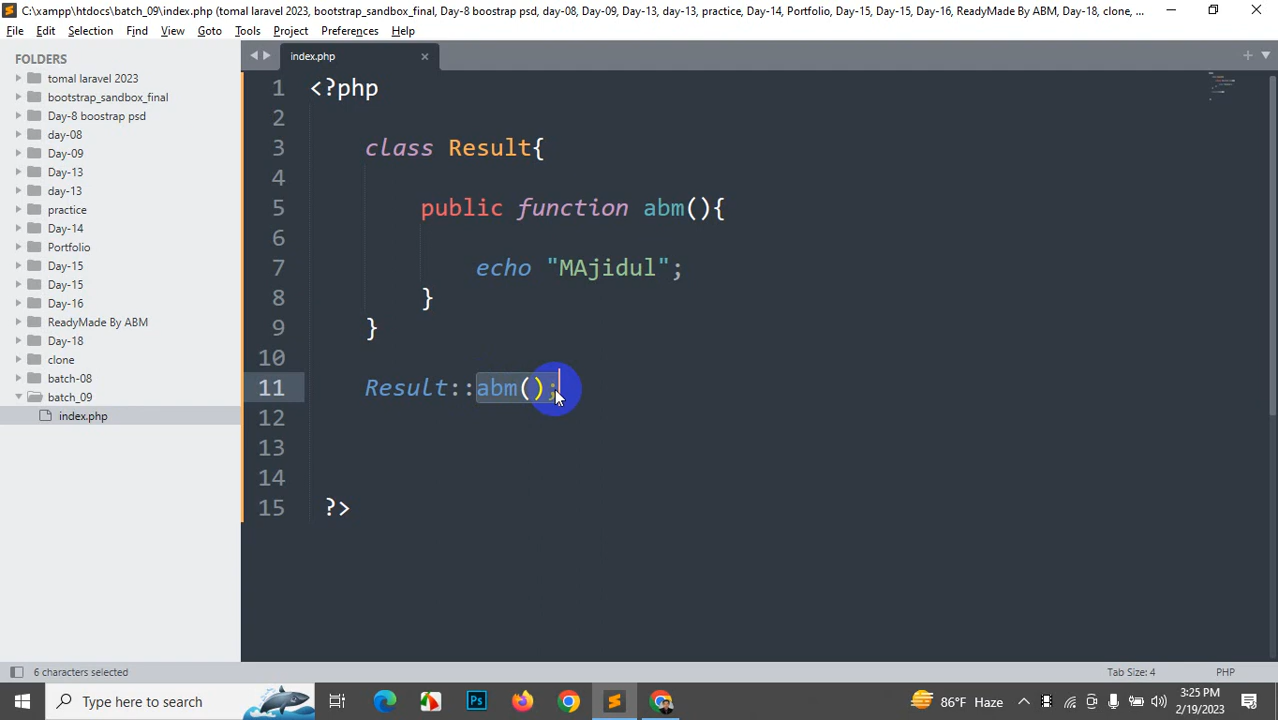 C:\xampp\htdocs\batch_09\index.php (tomal laravel 2023, bootstrap_sandbox_final, Day-8 boostrap psd, day-08, Day-09, Day-13, day-13, practice, Day-14, Portfolio, Day-15, Day-15, Day-16, ReadyMade By ABM, Day-18, clone, ...
File Edit Selection Find View Goto Tools Project Preferences Help
FOLDERS
tomal laravel 2023
bootstrap_sandbox_final
Day-8 boostrap psd
day-08
Day-09
Day-13
day-13
practice
Day-14
Portfolio
Day-15
Day-15
Day-16
ReadyMade By ABM
Day-18
clone
batch-08
batch_09
index.php
index.php
1 <?php
2
3 class Result{
4
5 public function abm(){
6
7 echo "MAjidul";
8 }
9 }
10
11 Result::abm();
12
13
14
15 ?>
6 characters selected
Tab Size: 4
PHP
Type here to search
Ps
86°F Haze
3:25 PM
2/19/2023